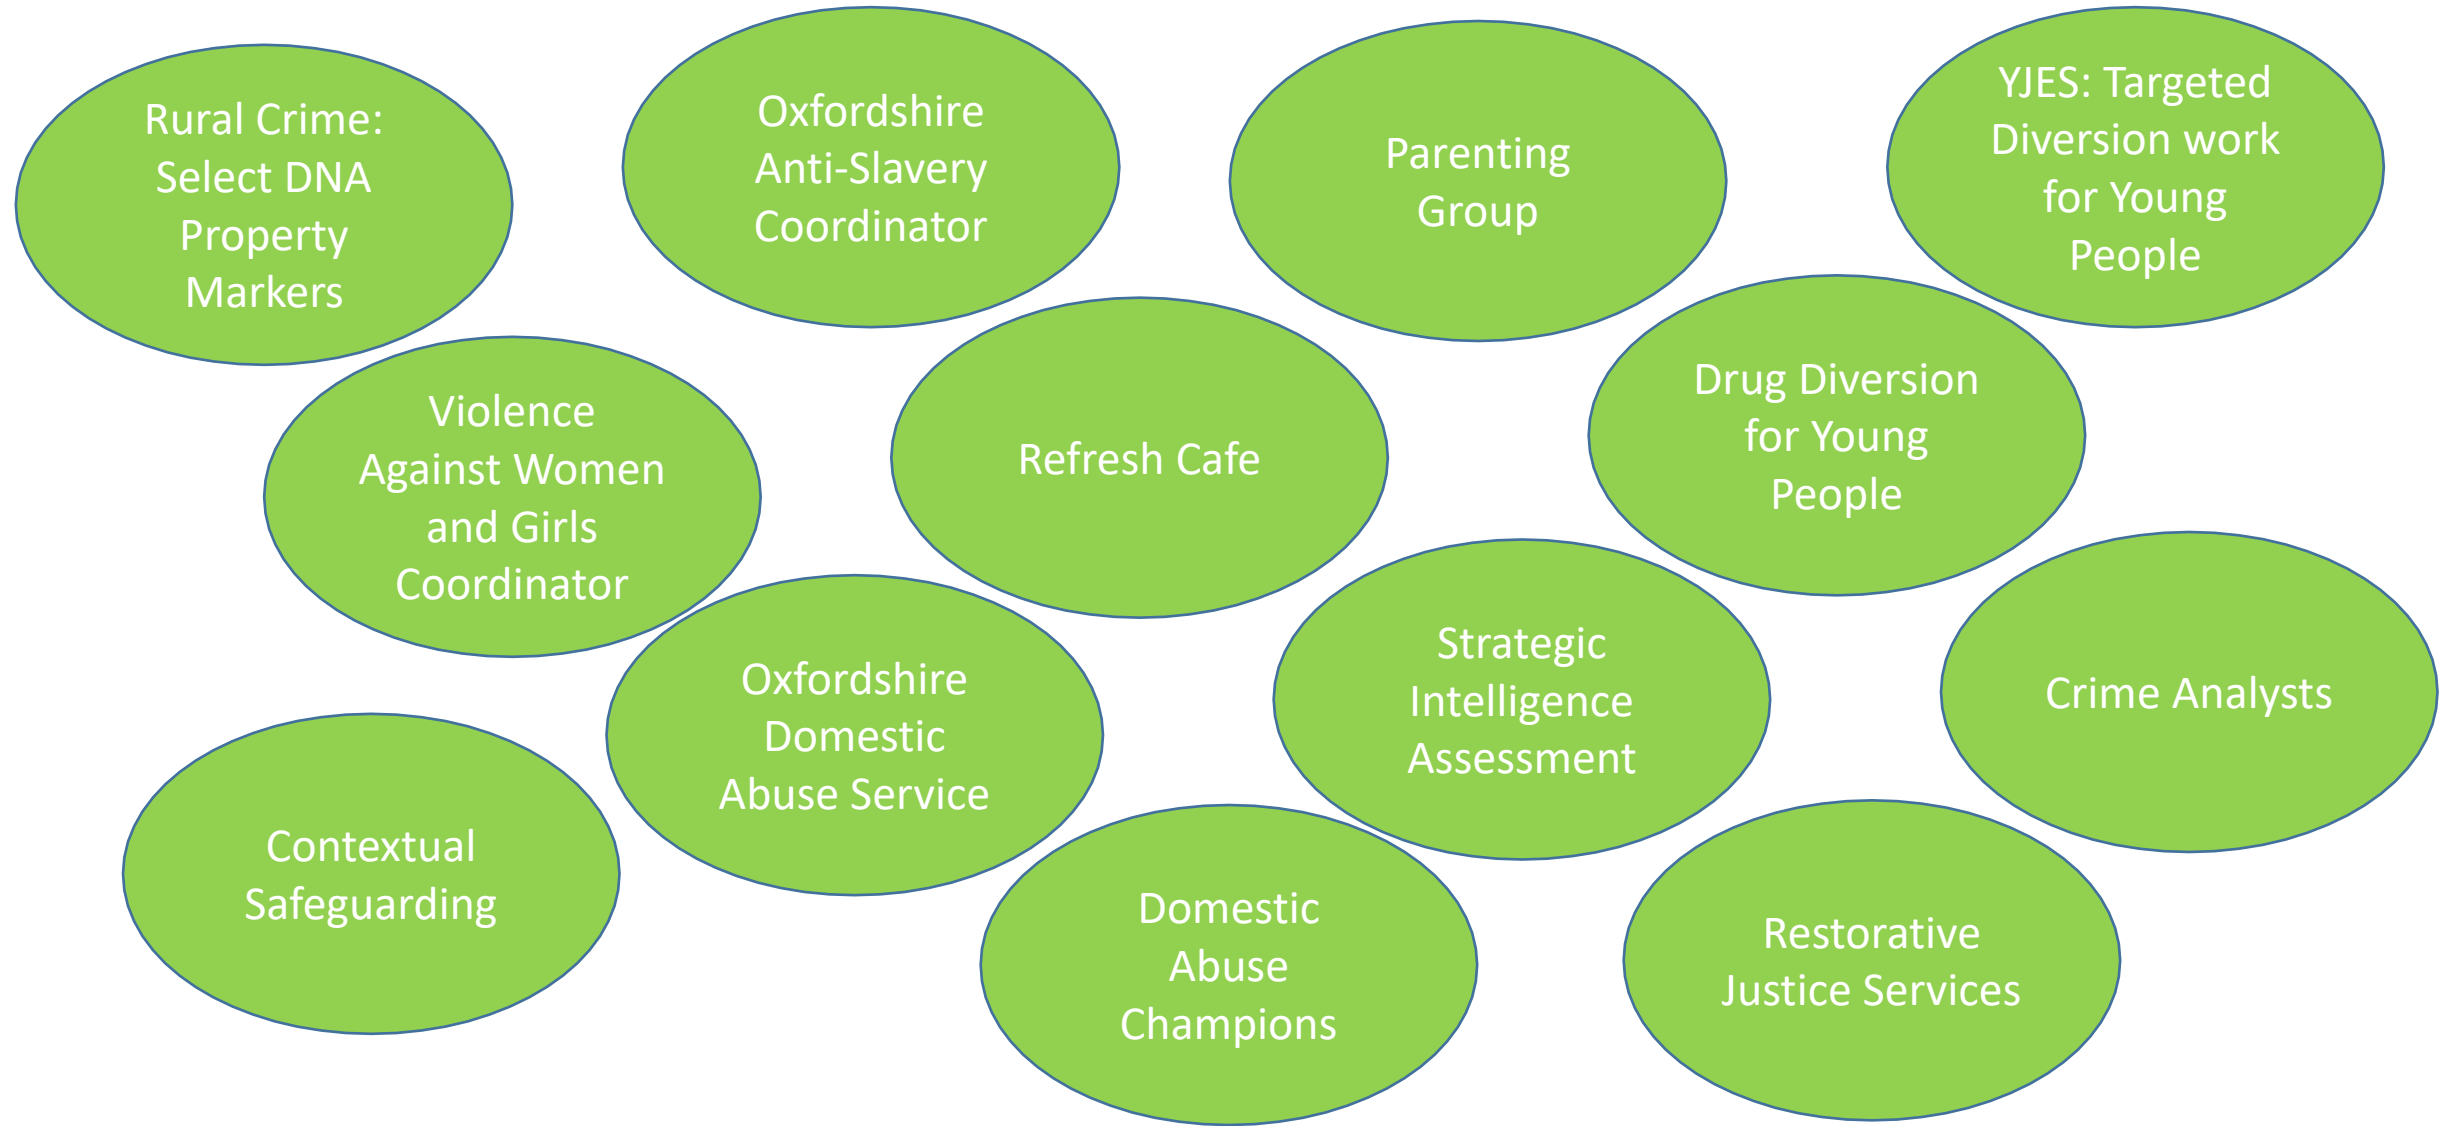 Rural Crime:
Select DNA
Property
Markers
Oxfordshire
Anti-Slavery
Coordinator
Parenting
Group
YJES: Targeted
Diversion work
for Young
People
Violence
Against Women
and Girls
Coordinator
Refresh Cafe
Drug Diversion
for Young
People
Oxfordshire
Domestic
Abuse Service
Strategic
Intelligence
Assessment
Crime Analysts
Contextual
Safeguarding
Domestic
Abuse
Champions
Restorative
Justice Services